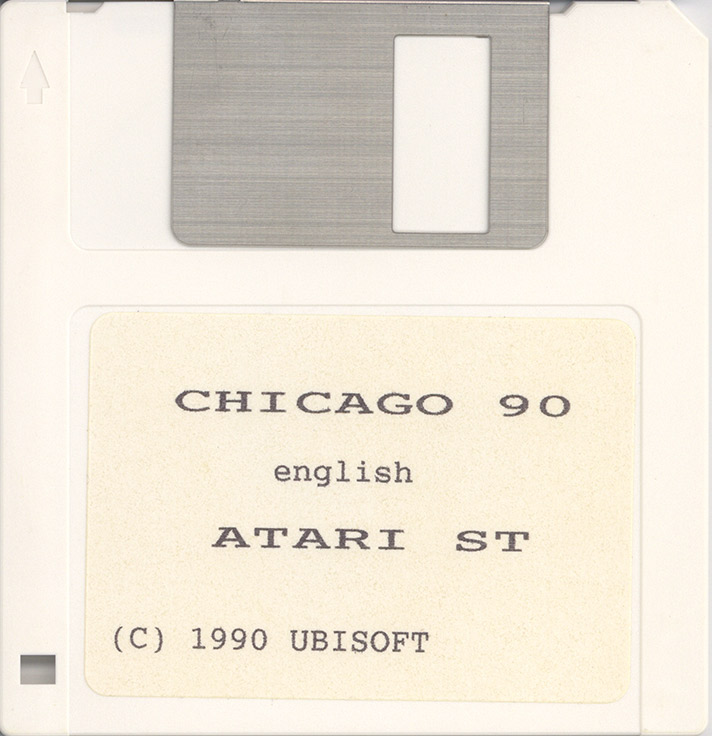 CHICAGO 90
english
ATARI ST
(C) 1990 UBISOFT